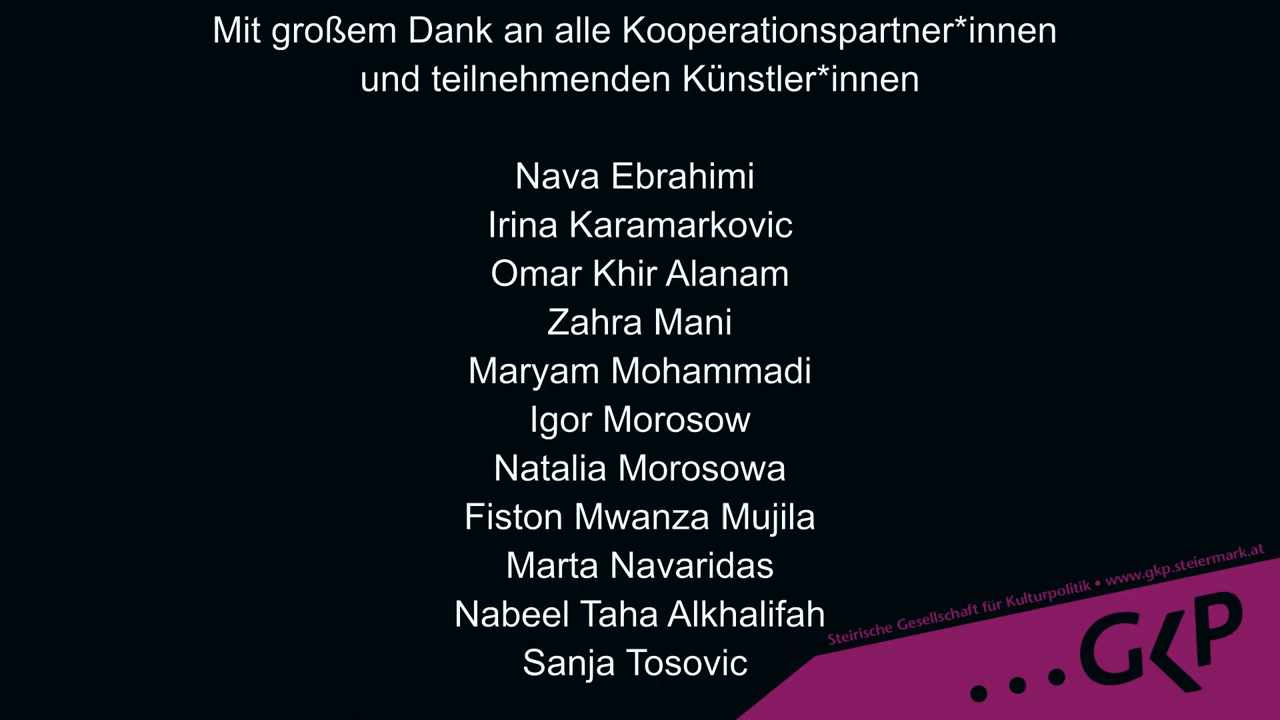 Mit großem Dank an alle Kooperationspartner*innen
und teilnehmenden Künstler*innen
Nava Ebrahimi
Irina Karamarkovic
Omar Khir Alanam
Zahra Mani
Maryam Mohammadi
Igor Morosow
Natalia Morosowa
Fiston Mwanza Mujila
Marta Navaridas
Nabeel Taha Alkhalifah
Sanja Tosovic
Steirische Gesellschaft für Kulturpolitik • www.gkp.steiermark.at
...GKP